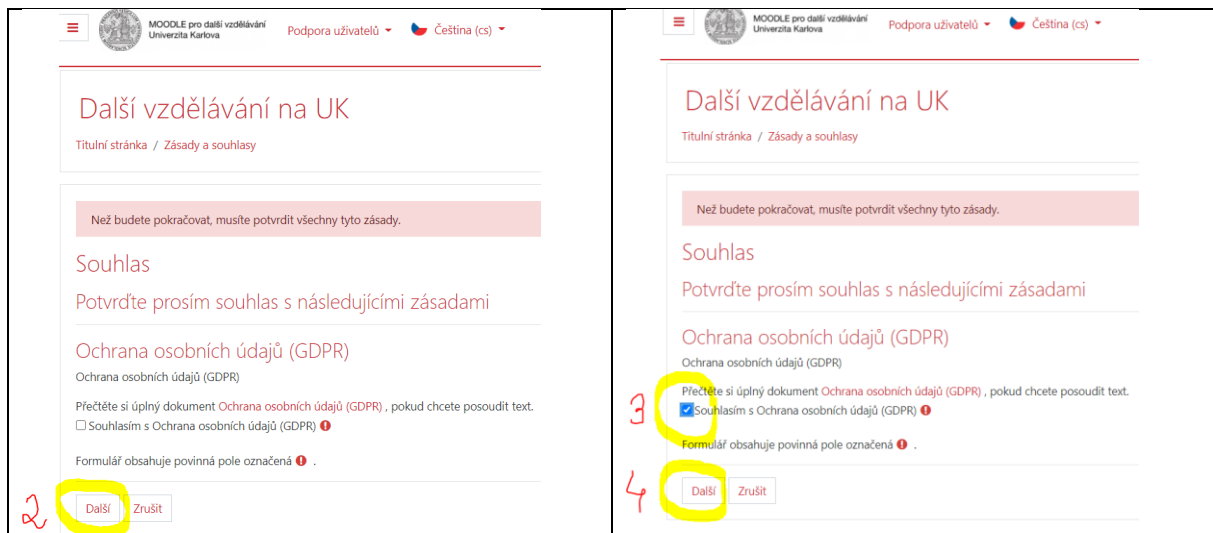 MOODLE pro další vzdělávání
Univerzita Karlova
Podpora uživatelů
Čeština (cs)
Další vzdělávání na UK
Titulní stránka / Zásady a souhlasy
Než budete pokračovat, musíte potvrdit všechny tyto zásady.
Souhlas
Potvrďte prosím souhlas s následujícími zásadami
Ochrana osobních údajů (GDPR)
Ochrana osobních údajů (GDPR)
Přečtěte si úplný dokument Ochrana osobních údajů (GDPR) , pokud chcete posoudit text.
Souhlasím s Ochrana osobních údajů (GDPR)
Formulář obsahuje povinná pole označená .
2 Další Zrušit
MOODLE pro další vzdělávání
Univerzita Karlova
Podpora uživatelů
Čeština (cs)
Další vzdělávání na UK
Titulní stránka / Zásady a souhlasy
Než budete pokračovat, musíte potvrdit všechny tyto zásady.
Souhlas
Potvrďte prosím souhlas s následujícími zásadami
Ochrana osobních údajů (GDPR)
Ochrana osobních údajů (GDPR)
Přečtěte si úplný dokument Ochrana osobních údajů (GDPR) , pokud chcete posoudit text.
3 Souhlasím s Ochrana osobních údajů (GDPR)
Formulář obsahuje povinná pole označená .
4 Další Zrušit